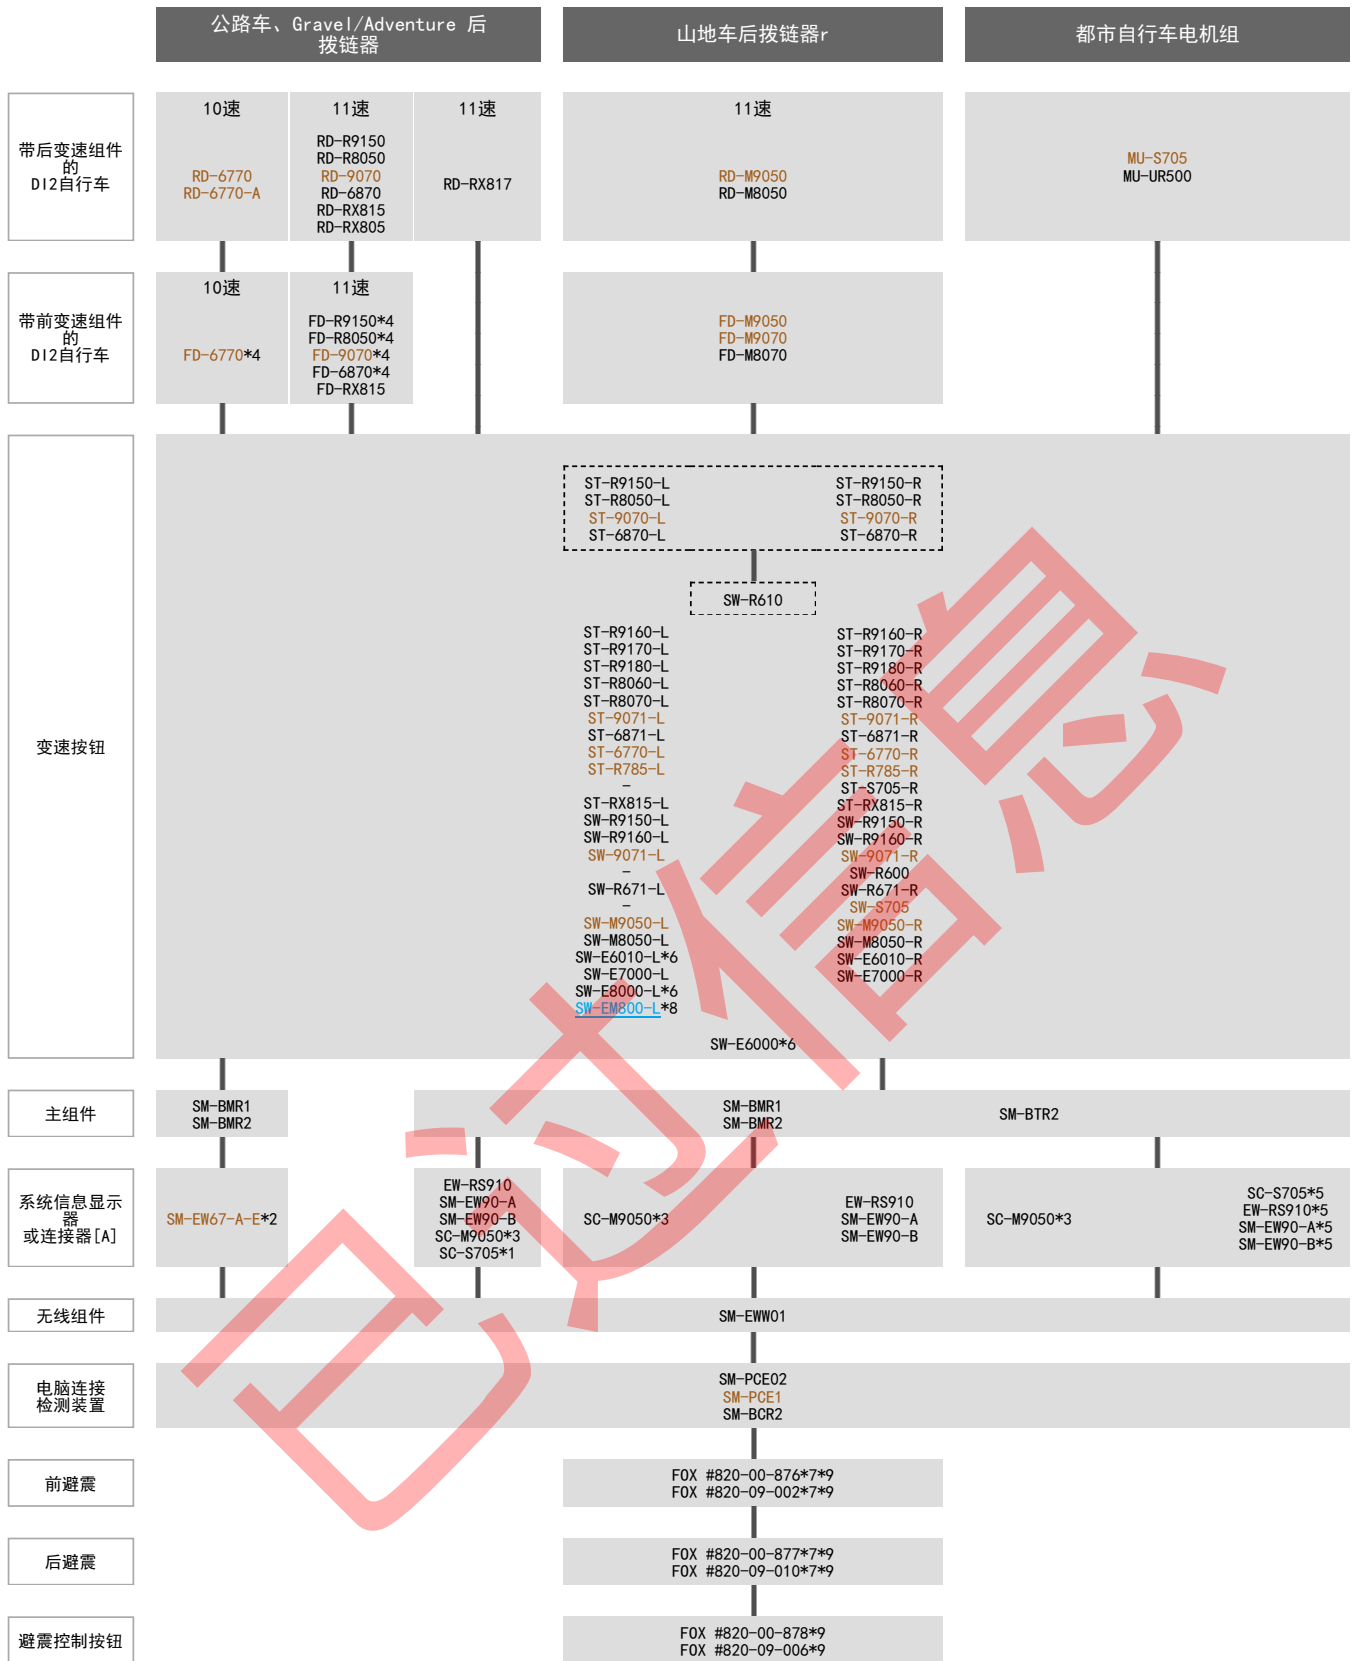 公路车、Gravel/Adventure 后
拨链器
山地车后拨链器r
都市自行车电机组
带后变速组件
的
DI2自行车
10速
RD-6770
RD-6770-A
11速
RD-R9150
RD-R8050
RD-9070
RD-6870
RD-RX815
RD-RX805
11速
RD-RX817
11速
RD-M9050
RD-M8050
MU-S705
MU-UR500
带前变速组件
的
DI2自行车
10速
FD-6770*4
11速
FD-R9150*4
FD-R8050*4
FD-9070*4
FD-6870*4
FD-RX815
FD-M9050
FD-M9070
FD-M8070
变速按钮
ST-R9150-L
ST-R8050-L
ST-9070-L
ST-6870-L
ST-R9150-R
ST-R8050-R
ST-9070-R
ST-6870-R
SW-R610
ST-R9160-L
ST-R9170-L
ST-R9180-L
ST-R8060-L
ST-R8070-L
ST-9071-L
ST-6871-L
ST-6770-L
ST-R785-L
-
ST-RX815-L
SW-R9150-L
SW-R9160-L
SW-9071-L
-
SW-R671-L
-
SW-M9050-L
SW-M8050-L
SW-E6010-L*6
SW-E7000-L
SW-E8000-L*6
SW-EM800-L*8
ST-R9160-R
ST-R9170-R
ST-R9180-R
ST-R8060-R
ST-R8070-R
ST-9071-R
ST-6871-R
ST-6770-R
ST-R785-R
ST-S705-R
ST-RX815-R
SW-R9150-R
SW-R9160-R
SW-9071-R
SW-R600
SW-R671-R
SW-S705
SW-M9050-R
SW-M8050-R
SW-E6010-R
SW-E7000-R
SW-E6000*6
主组件
SM-BMR1
SM-BMR2
SM-BMR1
SM-BMR2
SM-BTR2
系统信息显示
器
或连接器[A]
SM-EW67-A-E*2
EW-RS910
SM-EW90-A
SM-EW90-B
SC-M9050*3
SC-S705*1
SC-M9050*3
EW-RS910
SM-EW90-A
SM-EW90-B
SC-M9050*3
SC-S705*5
EW-RS910*5
SM-EW90-A*5
SM-EW90-B*5
无线组件
SM-EWW01
电脑连接
检测装置
SM-PCE02
SM-PCE1
SM-BCR2
前避震
FOX #820-00-876*7*9
FOX #820-09-002*7*9
后避震
FOX #820-00-877*7*9
FOX #820-09-010*7*9
避震控制按钮
FOX #820-00-878*9
FOX #820-09-006*9
已过信息